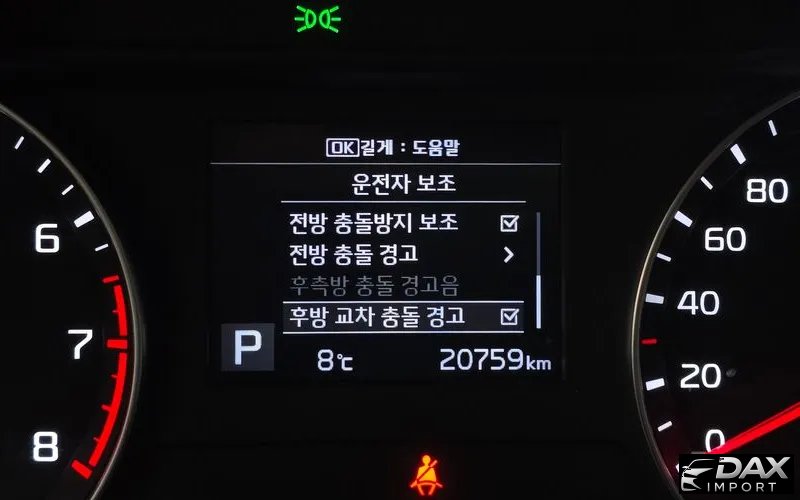 OK길게 : 도움말
운전자 보조
전방 충돌방지 보조
전방 충돌 경고
후측방 충돌 경고음
후방 교차 충돌 경고
P
8℃
20759km
6
7
8
80
60
40
20
0
DAX
IMPORT